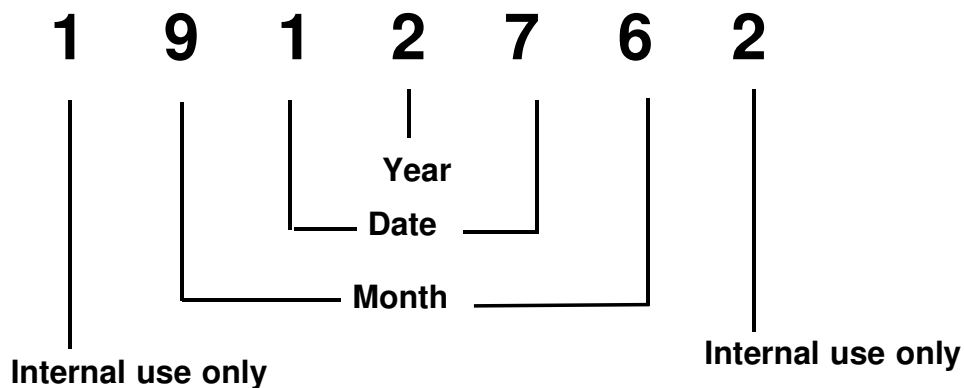 1 9 1 2 7 6 2
Year
Date
Month
Internal use only
Internal use only